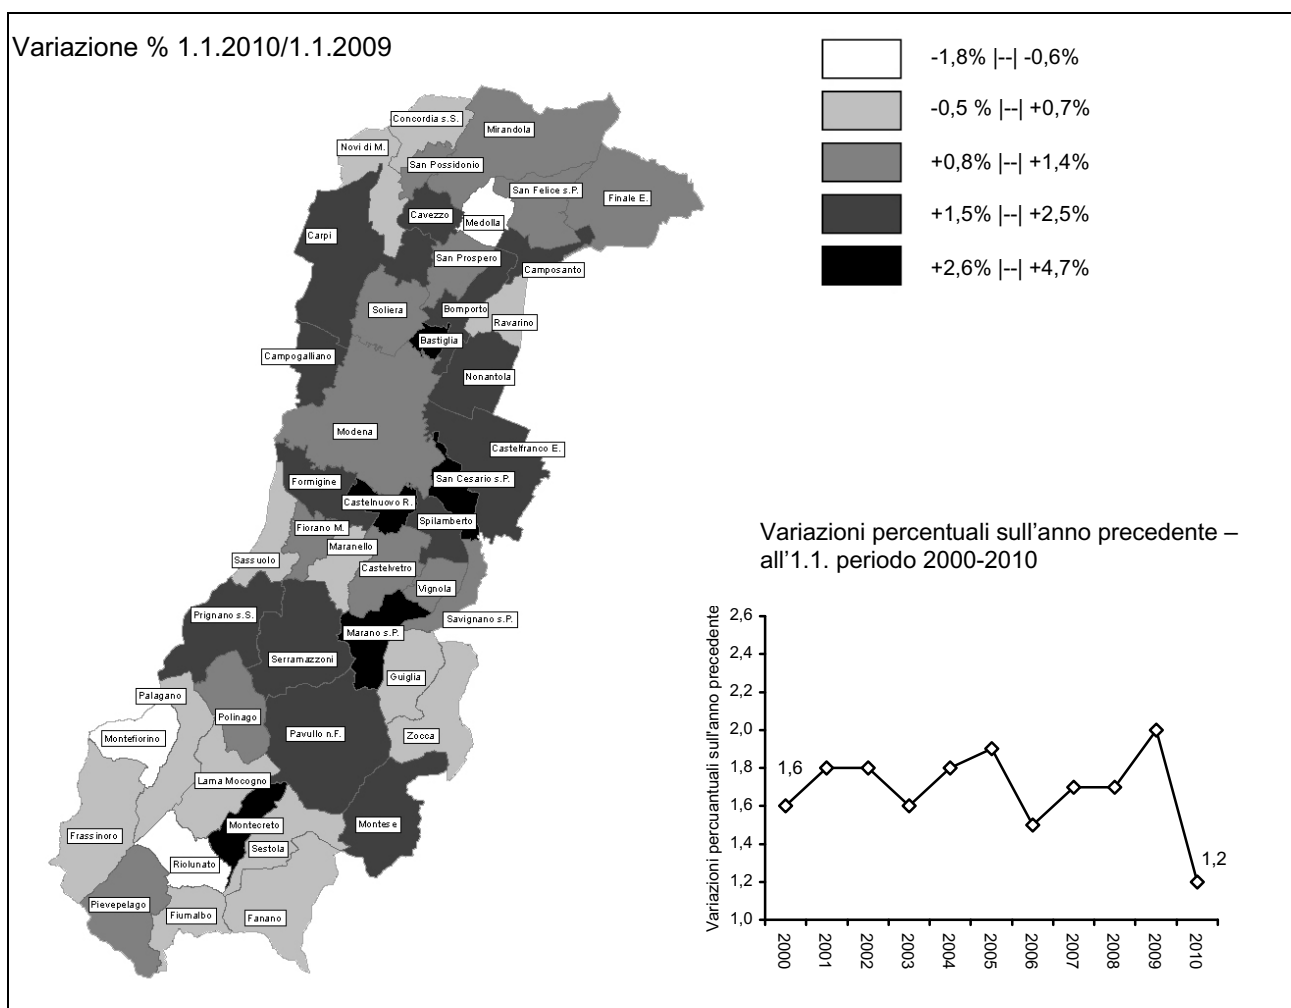 Variazione % 1.1.2010/1.1.2009
-1,8% |--| -0,6%
-0,5 % |--| +0,7%
+0,8% |--| +1,4%
+1,5% |--| +2,5%
+2,6% |--| +4,7%
Concordia s.S.
Mirandola
Novi di M.
San Possidonio
San Felice s.P.
Finale E.
Cavezzo
Medolla
Carpi
San Prospero
Camposanto
Soliera
Bomporto
Ravarino
Bastiglia
Campogalliano
Nonantola
Modena
Castelfranco E.
Formigine
San Cesario s.P.
Castelnuovo R.
Spilamberto
Fiorano M.
Maranello
Sassuolo
Castelvetro
Vignola
Prignano s.S.
Savignano s.P.
Marano s.P.
Serramazzoni
Guiglia
Palagano
Polinago
Montefiorino
Pavullo n.F.
Zocca
Lama Mocogno
Montecreto
Montese
Frassinoro
Sestola
Riolunato
Pievepelago
Fiumalbo
Fanano
Variazioni percentuali sull'anno precedente –
all'1.1. periodo 2000-2010
Variazioni percuantuali sull'anno precedente
2,6
2,4
2,2
2,0
1,8
1,6
1,4
1,2
1,0
1,6
1,2
2000
2001
2002
2003
2004
2005
2006
2007
2008
2009
2010